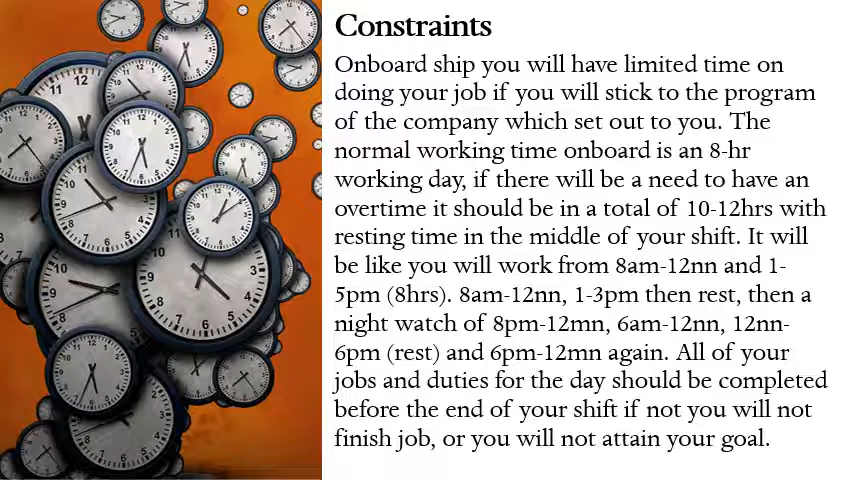 Constraints
Onboard ship you will have limited time on
doing your job if you will stick to the program
of the company which set out to you. The
normal working time onboard is an 8-hr
working day, if there will be a need to have an
overtime it should be in a total of 10-12hrs with
resting time in the middle of your shift. It will
be like you will work from 8am-12nn and 1-
5pm (8hrs). 8am-12nn, 1-3pm then rest, then a
night watch of 8pm-12mn, 6am-12nn, 12nn-
6pm (rest) and 6pm-12mn again. All of your
jobs and duties for the day should be completed
before the end of your shift if not you will not
finish job, or you will not attain your goal.